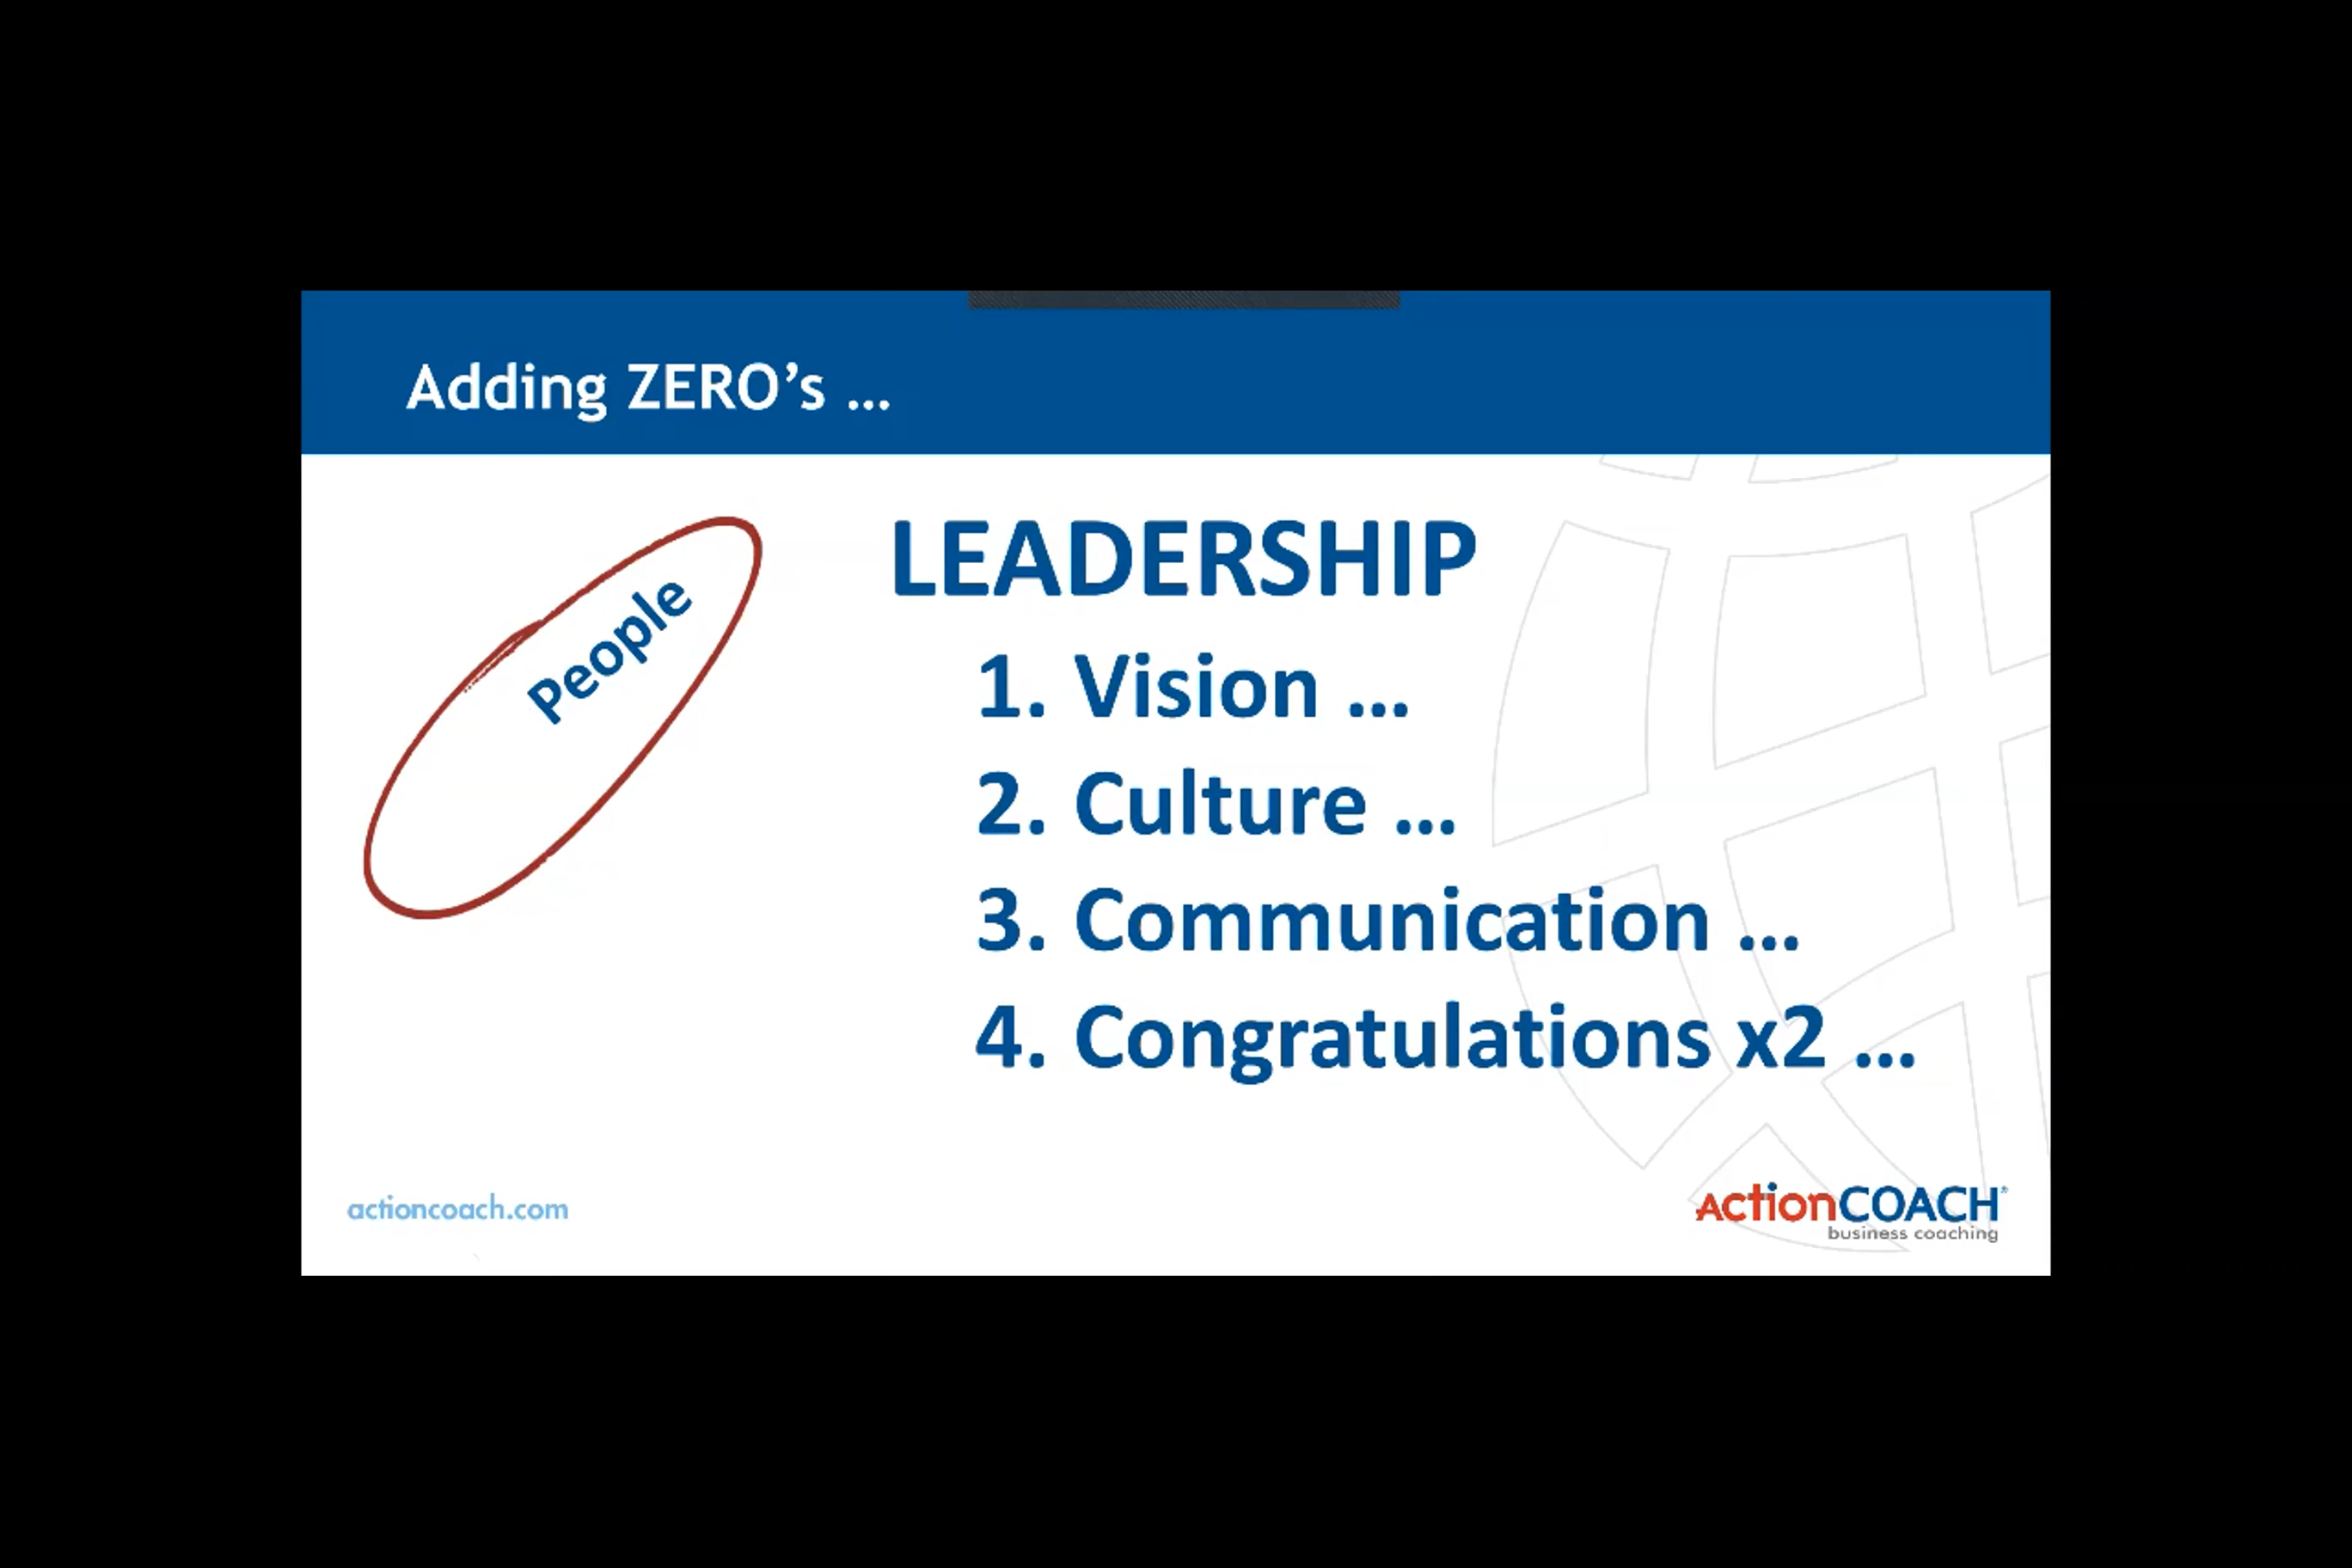 Adding ZERO's ...
People
LEADERSHIP
1. Vision ...
2. Culture ...
3. Communication ...
4. Congratulations x2 ...
actioncoach.com
ActionCOACH®
business coaching